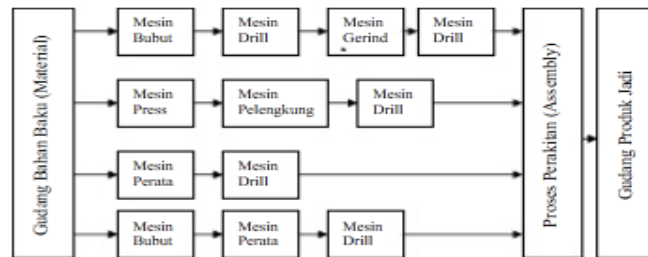 Gudang Bahan Baku (Material)
Mesin
Bubut
Mesin
Drill
Mesin
Gerind
Mesin
Drill
Mesin
Press
Mesin
Pelengkung
Mesin
Drill
Mesin
Perata
Mesin
Drill
Mesin
Bubut
Mesin
Perata
Mesin
Drill
Proses Perakitan (Assembly)
Gudang Produk Jadi